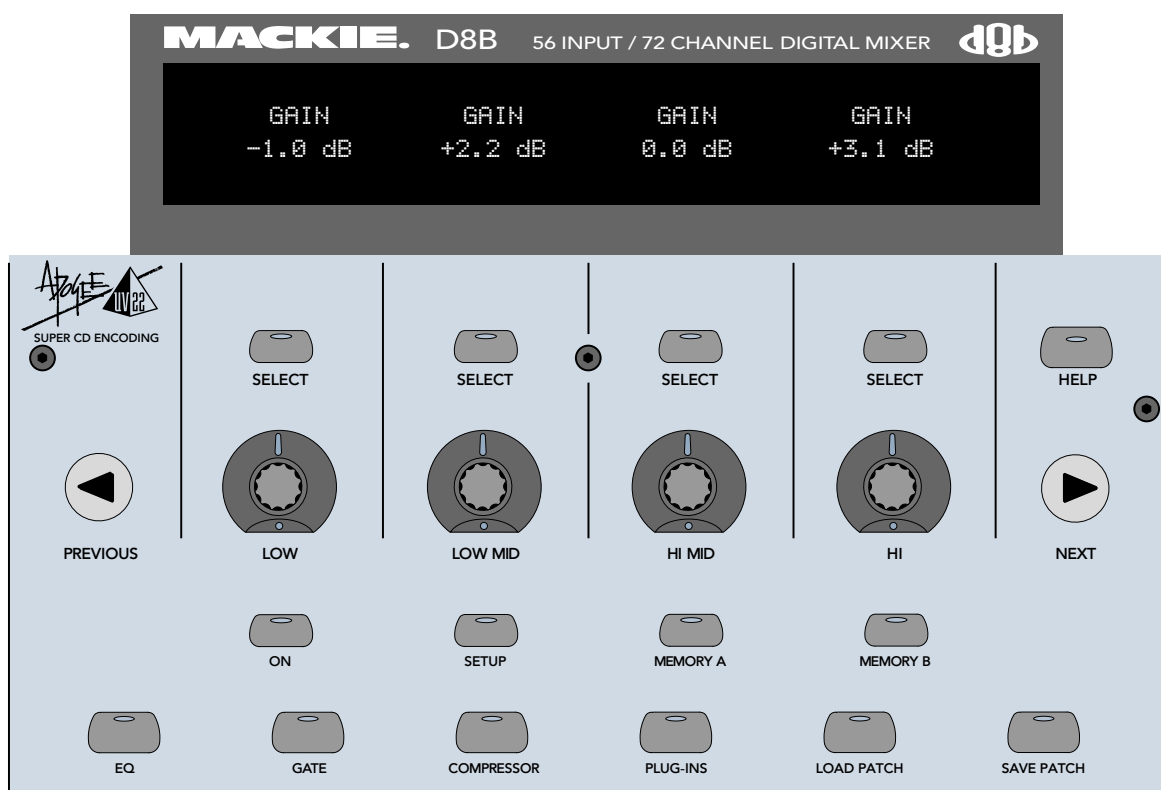 MACKIE. D8B 56 INPUT / 72 CHANNEL DIGITAL MIXER d8b
GAIN GAIN GAIN GAIN
-1.0 dB +2.2 dB 0.0 dB +3.1 dB
APOGEE UV22
SUPER CD ENCODING
SELECT SELECT SELECT SELECT HELP
PREVIOUS LOW LOW MID HI MID HI NEXT
ON SETUP MEMORY A MEMORY B
EQ GATE COMPRESSOR PLUG-INS LOAD PATCH SAVE PATCH